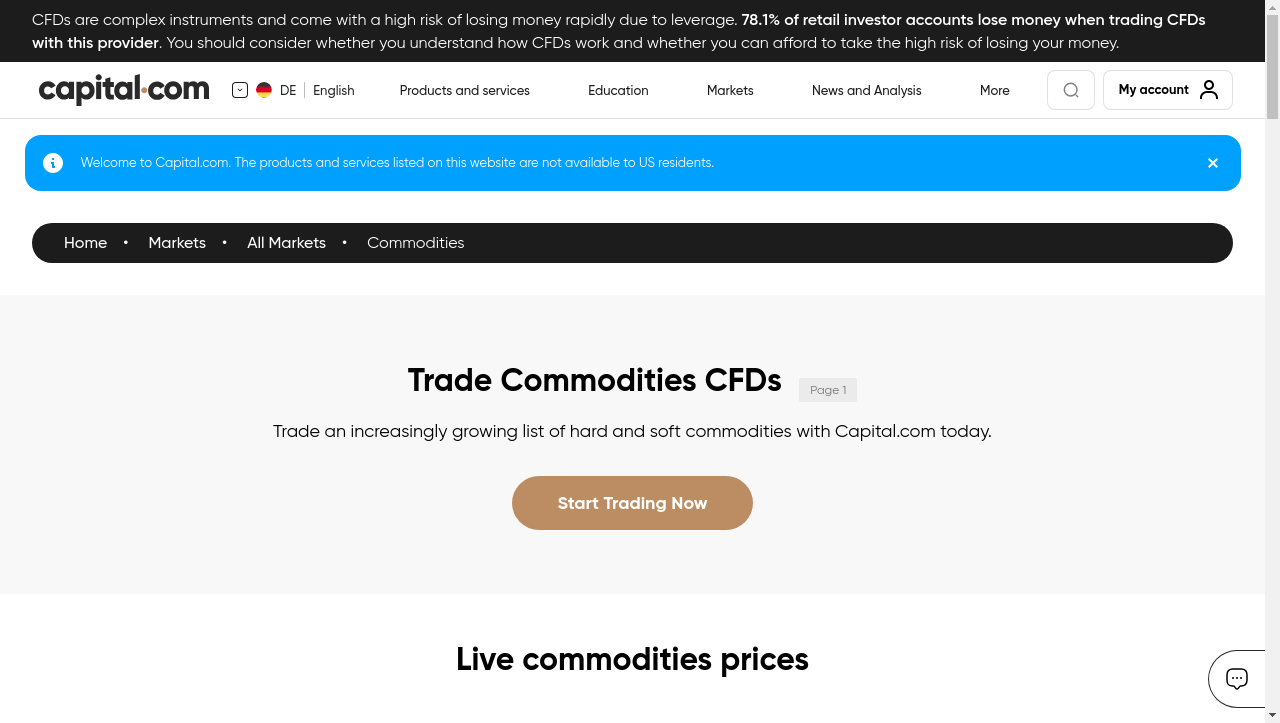 CFDs are complex instruments and come with a high risk of losing money rapidly due to leverage. 78.1% of retail investor accounts lose money when trading CFDs
with this provider. You should consider whether you understand how CFDs work and whether you can afford to take the high risk of losing your money.
capital.com DE English Products and services Education Markets News and Analysis More My account
Welcome to Capital.com. The products and services listed on this website are not available to US residents.
Home • Markets • All Markets • Commodities
Trade Commodities CFDs Page 1
Trade an increasingly growing list of hard and soft commodities with Capital.com today.
Start Trading Now
Live commodities prices